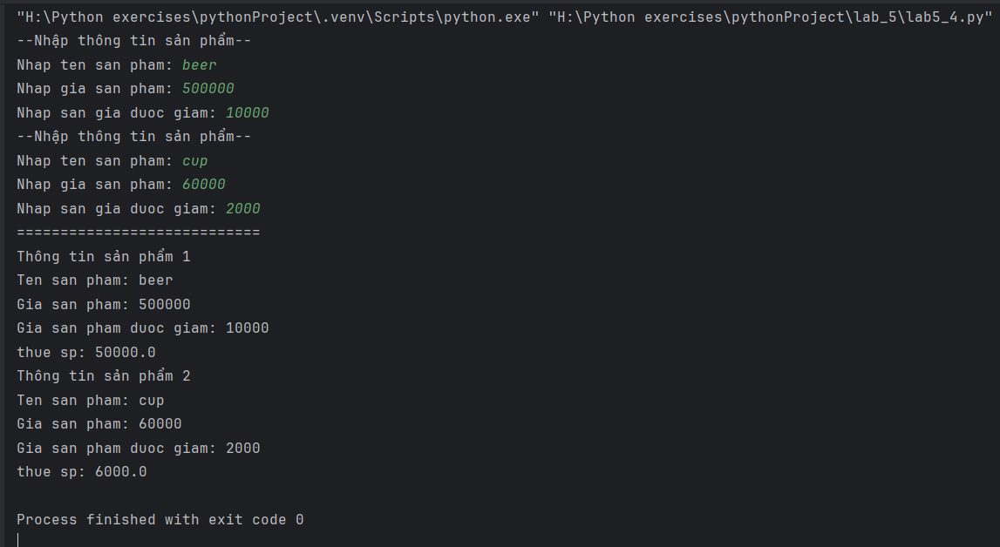 "H:\Python exercises\pythonProject\.venv\Scripts\python.exe" "H:\Python exercises\pythonProject\lab_5\lab5_4.py"
--Nhập thông tin sản phẩm--
Nhap ten san pham: beer
Nhap gia san pham: 500000
Nhap san gia duoc giam: 10000
--Nhập thông tin sản phẩm--
Nhap ten san pham: cup
Nhap gia san pham: 60000
Nhap san gia duoc giam: 2000
============================
Thông tin sản phẩm 1
Ten san pham: beer
Gia san pham: 500000
Gia san pham duoc giam: 10000
thue sp: 50000.0
Thông tin sản phẩm 2
Ten san pham: cup
Gia san pham: 60000
Gia san pham duoc giam: 2000
thue sp: 6000.0
Process finished with exit code 0